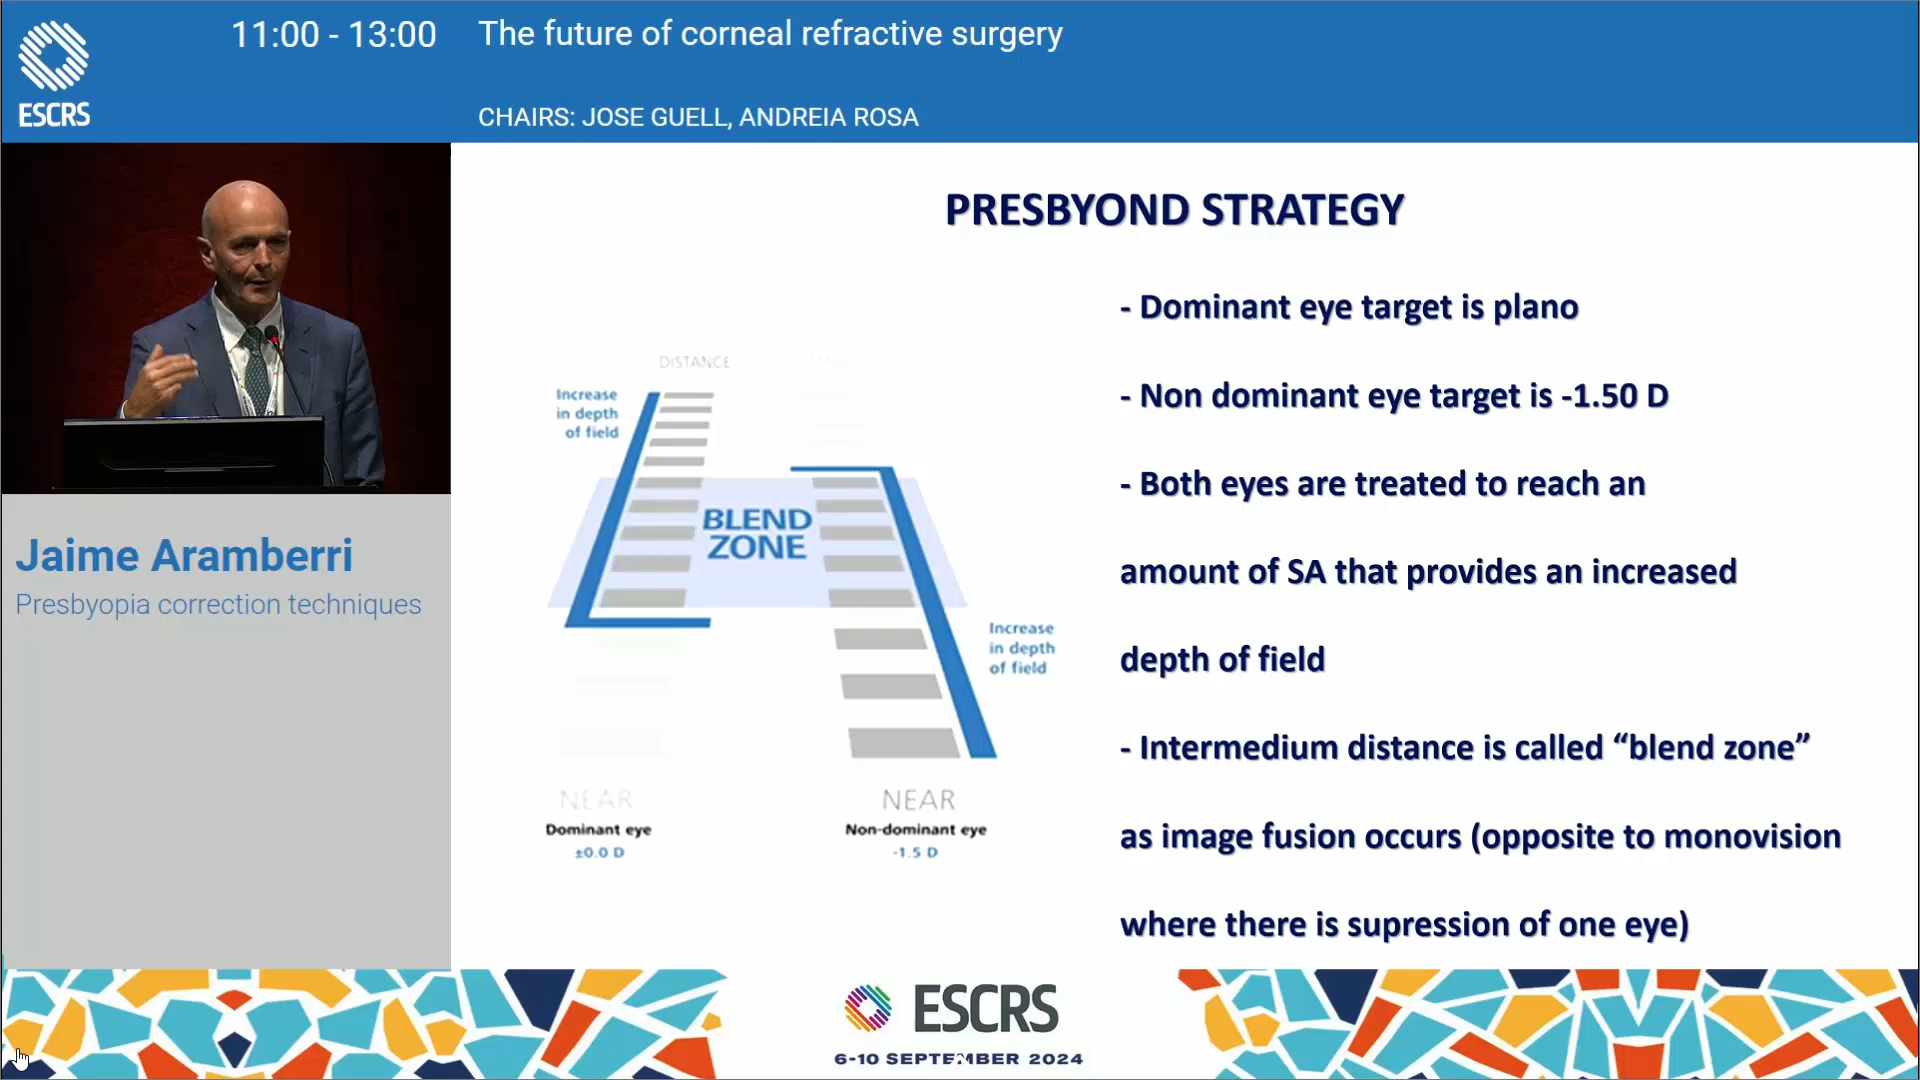 11:00 - 13:00
The future of corneal refractive surgery
ESCRS
CHAIRS: JOSE GUELL, ANDREIA ROSA
Jaime Aramberri
Presbyopia correction techniques
PRESBYOND STRATEGY
DISTANCE
Increase
in depth
of field
BLEND
ZONE
Increase
in depth
of field
NEAR
NEAR
Dominant eye
Non-dominant eye
±0.0 D
-1.5 D
- Dominant eye target is plano
- Non dominant eye target is -1.50 D
- Both eyes are treated to reach an
amount of SA that provides an increased
depth of field
- Intermedium distance is called “blend zone”
as image fusion occurs (opposite to monovision
where there is supression of one eye)
ESCRS
6-10 SEPTEMBER 2024